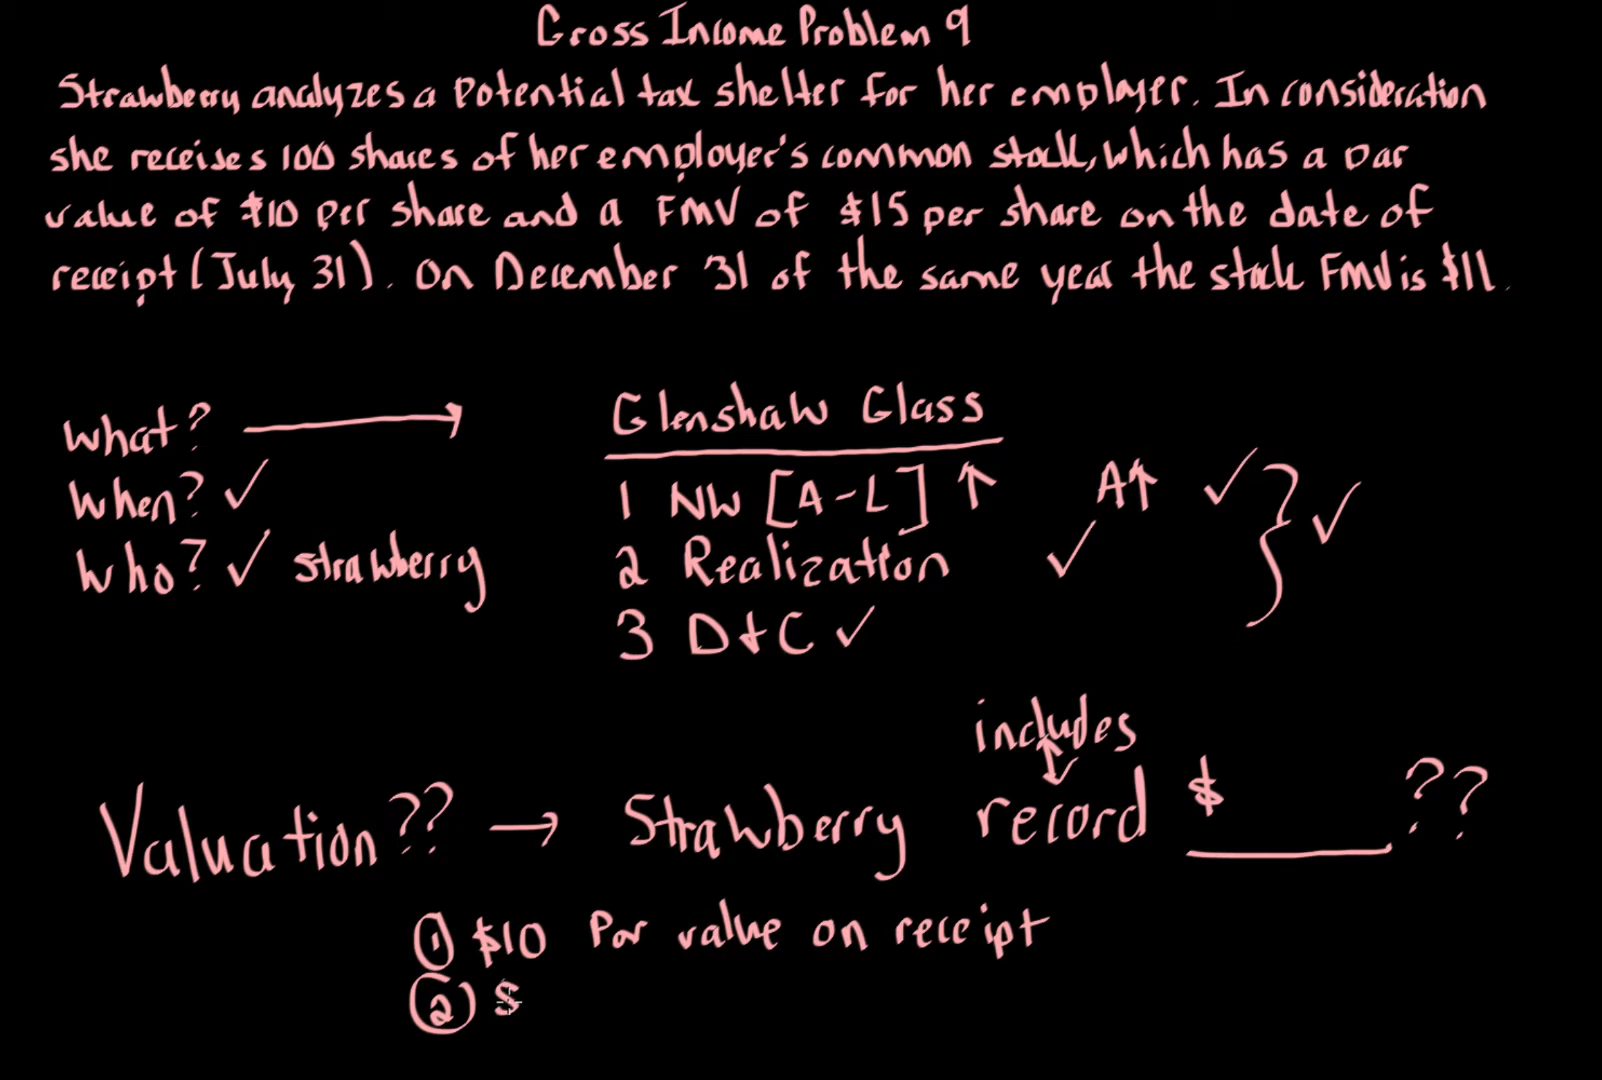 Gross Income Problem 9
Strawberry analyzes a potential tax shelter for her employer. In consideration
she receives 100 shares of her employer's common stock, which has a par
value of $10 per share and a FMV of $15 per share on the date of
receipt (July 31). On December 31 of the same year the stock FMV is $11.
What? → Glenshaw Glass
When? ✓ 1 NW [A-L] ↑ A↑ ✓ } ✓
Who? ✓ Strawberry 2 Realization ✓
3 D+C ✓
includes
Valuation?? → Strawberry record $ ____??
① $10 Par value on receipt
② $